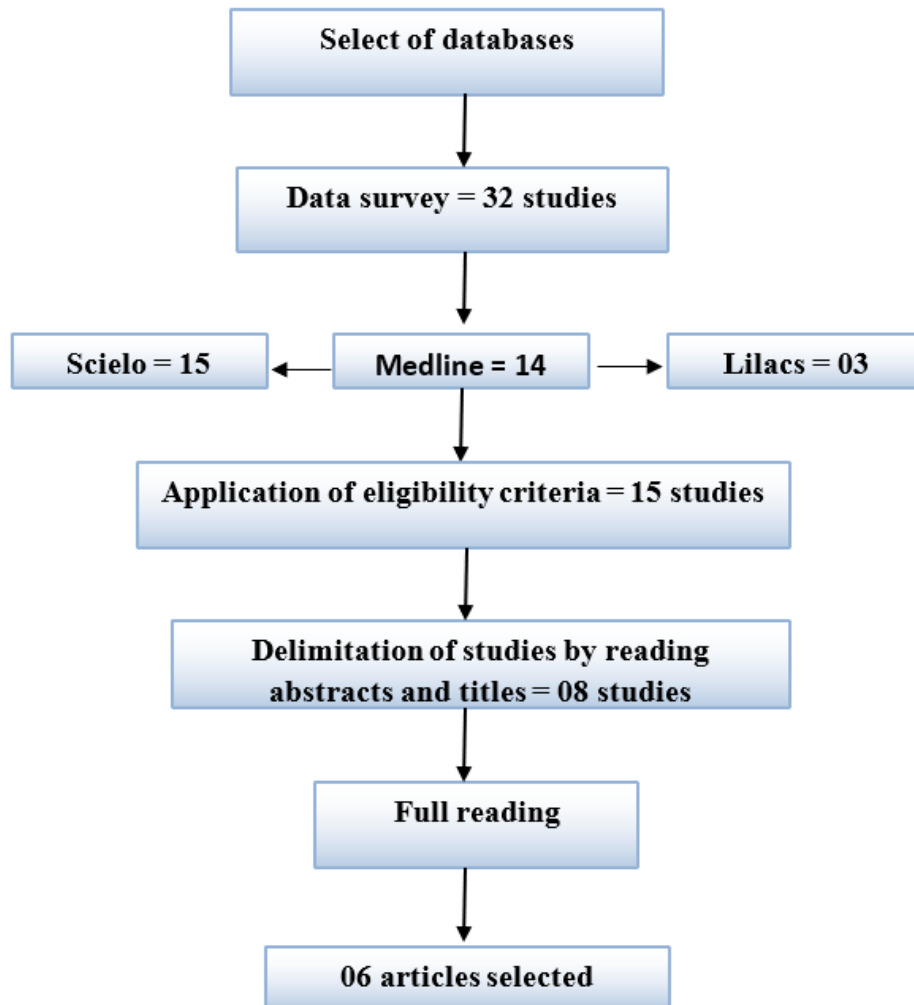 Select of databases
Data survey = 32 studies
Scielo = 15
Medline = 14
Lilacs = 03
Application of eligibility criteria = 15 studies
Delimitation of studies by reading
abstracts and titles = 08 studies
Full reading
06 articles selected